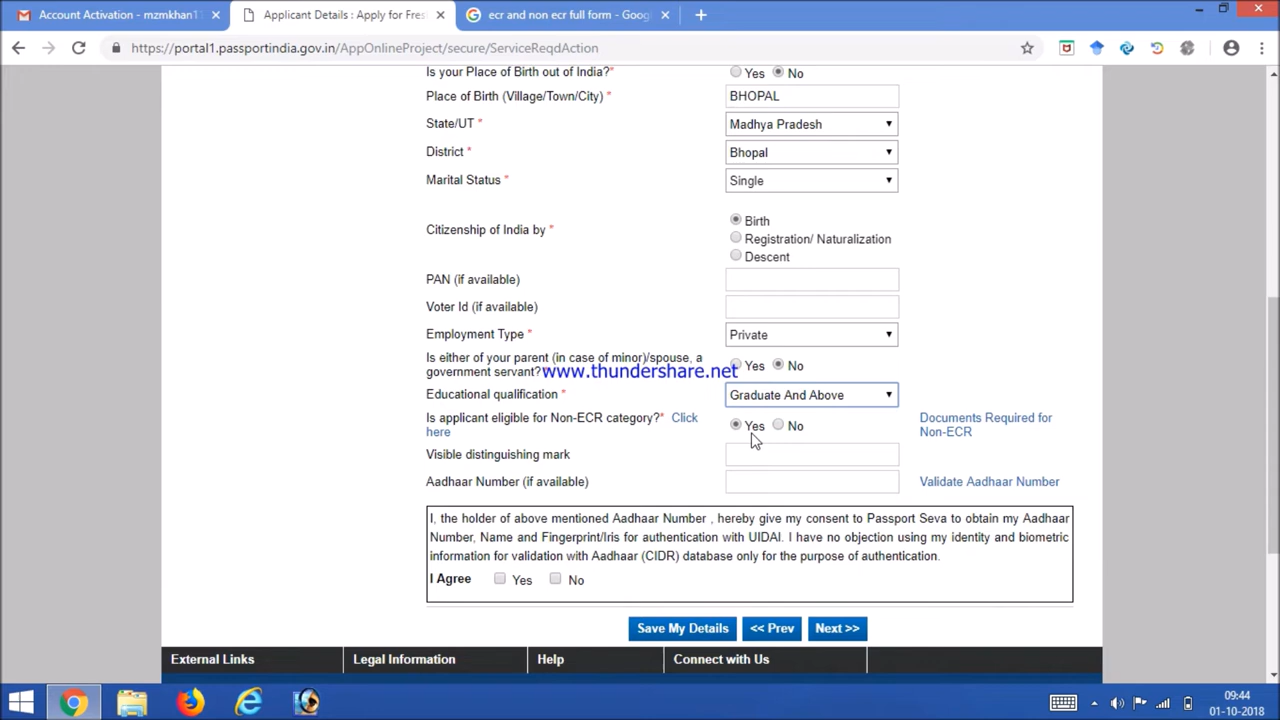 Account Activation - mzmkhan1
Applicant Details : Apply for Fres
ecr and non ecr full form - Goog
https://portal1.passportindia.gov.in/AppOnlineProject/secure/ServiceReqdAction
Is your Place of Birth out of India?* Yes No
Place of Birth (Village/Town/City) * BHOPAL
State/UT * Madhya Pradesh
District * Bhopal
Marital Status * Single
Citizenship of India by * Birth
Registration/ Naturalization
Descent
PAN (if available)
Voter Id (if available)
Employment Type * Private
Is either of your parent (in case of minor)/spouse, a
government servant?* Yes No
www.thundershare.net
Educational qualification * Graduate And Above
Is applicant eligible for Non-ECR category?* Click
here Yes No Documents Required for
Non-ECR
Visible distinguishing mark
Aadhaar Number (if available) Validate Aadhaar Number
I, the holder of above mentioned Aadhaar Number , hereby give my consent to Passport Seva to obtain my Aadhaar
Number, Name and Fingerprint/Iris for authentication with UIDAI. I have no objection using my identity and biometric
information for validation with Aadhaar (CIDR) database only for the purpose of authentication.
I Agree Yes No
Save My Details << Prev Next >>
External Links Legal Information Help Connect with Us
09:44
01-10-2018